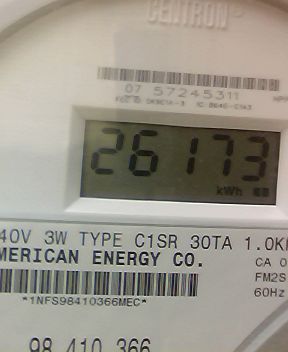 CENTRON
07 57245311
26173
kWh
40V 3W TYPE C1SR 30TA 1.0K
MERICAN ENERGY CO.
CA 0
FM2S
60Hz
*1NFS98410366MEC*
98 410 366